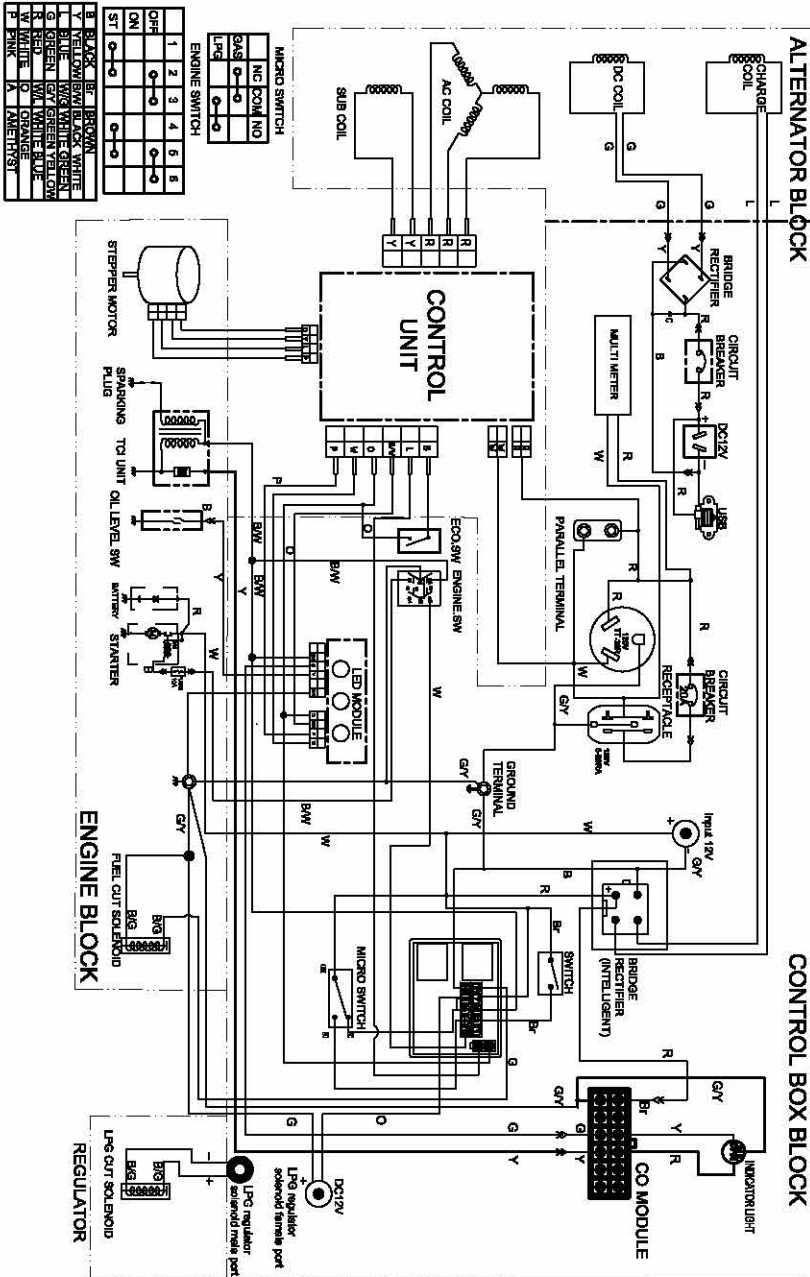 ALTERNATOR BLOCK
CONTROL BOX BLOCK
CHARGE
COIL
DC COIL
AC COIL
SUB COIL
L
L
G
G
G
G
L
L
Y
Y
BRIDGE
RECTIFIER
R
B
CIRCUIT
BREAKER
R
+
DC12V
−
R
USB
MULTI METER
R
W
Y
Y
R
R
R
CONTROL
UNIT
PARALLEL TERMINAL
R
R
R
W
G/Y
RECEPTACLE
CIRCUIT
BREAKER
20A
Input 12V
+
-
G/Y
W
B
R
Br
SWITCH
Br
BRIDGE
RECTIFIER
(INTELLIGENT)
R
G/Y
Br
G/Y
Y
R
INDICATOR LIGHT
CO MODULE
G
Y
G
Y
MICRO SWITCH
NC COM NO
GAS
LPG
ENGINE SWITCH
1 2 3 4 5 6
OFF
ON
ST
B BLACK Br BROWN
Y YELLOW B/W BLACK WHITE
L BLUE W/G WHITE GREEN
G GREEN G/Y GREEN YELLOW
R RED W/L WHITE BLUE
W WHITE O ORANGE
P PINK A AMETHYST
STEPPER MOTOR
SPARKING
PLUG
TCI UNIT
OIL LEVEL SW
B
BATTERY
STARTER
R
W
B
P
B/W
B/W
Y
Y
O
B/W
ECO.SW
ENGINE.SW
W
LED MODULE
GROUND
TERMINAL
G/Y
G/Y
B/W
W
G/Y
MICRO SWITCH
G
O
G
FUEL CUT SOLENOID
B/G
B/G
ENGINE BLOCK
DC12V
+
LPG regulator
solenoid female port
LPG regulator
solenoid male port
−
+
LPG CUT SOLENOID
B/G
B/G
REGULATOR